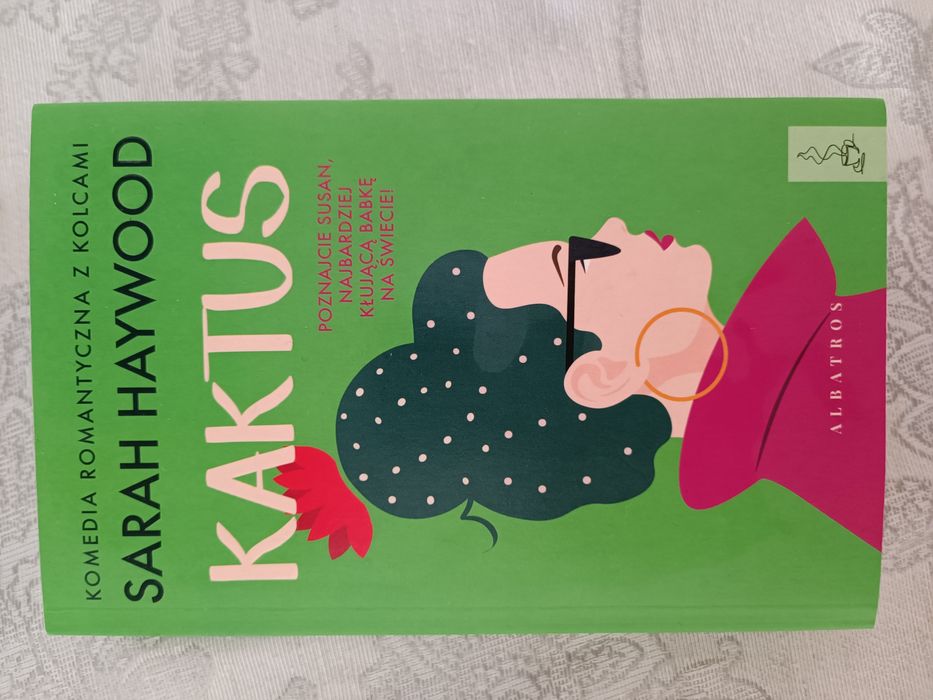 KOMEDIA ROMANTYCZNA Z KOLCAMI
SARAH HAYWOOD
KAKTUS
POZNAJCIE SUSAN,
NAJBARDZIEJ
KŁUJĄCĄ BABKĘ
NA ŚWIECIE!
ALBATROS